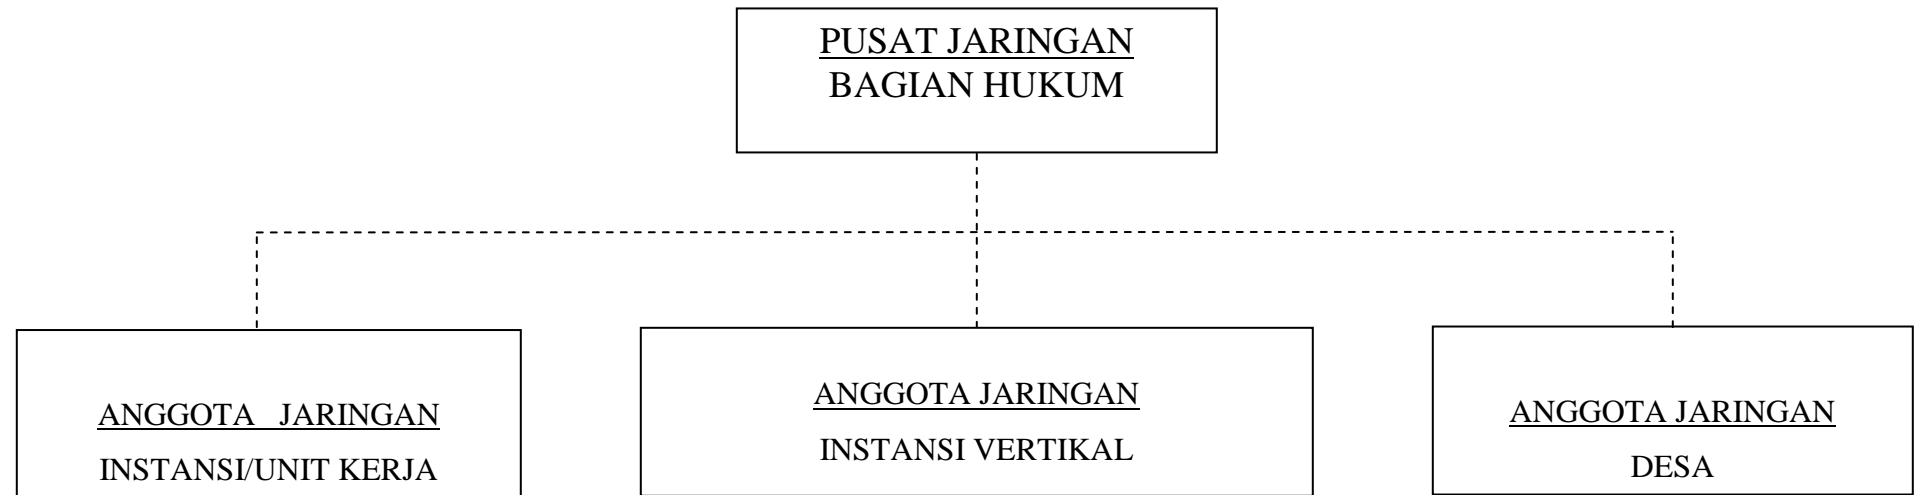 PUSAT JARINGAN
BAGIAN HUKUM
ANGGOTA JARINGAN
INSTANSI/UNIT KERJA
ANGGOTA JARINGAN
INSTANSI VERTIKAL
ANGGOTA JARINGAN
DESA